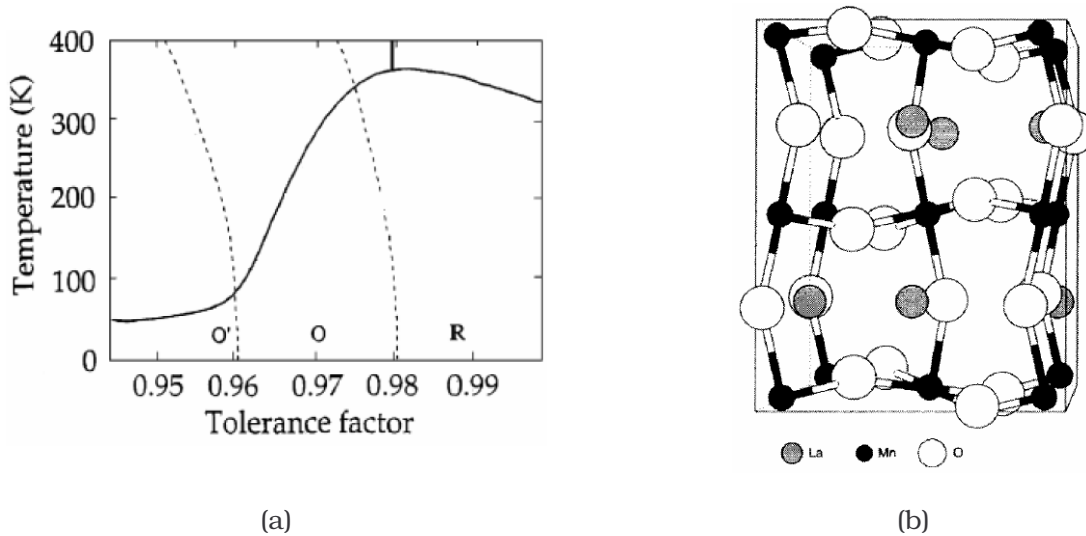 400
300
200
100
0
Temperature (K)
O' O R
0.95 0.96 0.97 0.98 0.99
Tolerance factor
La Mn O
(a) (b)